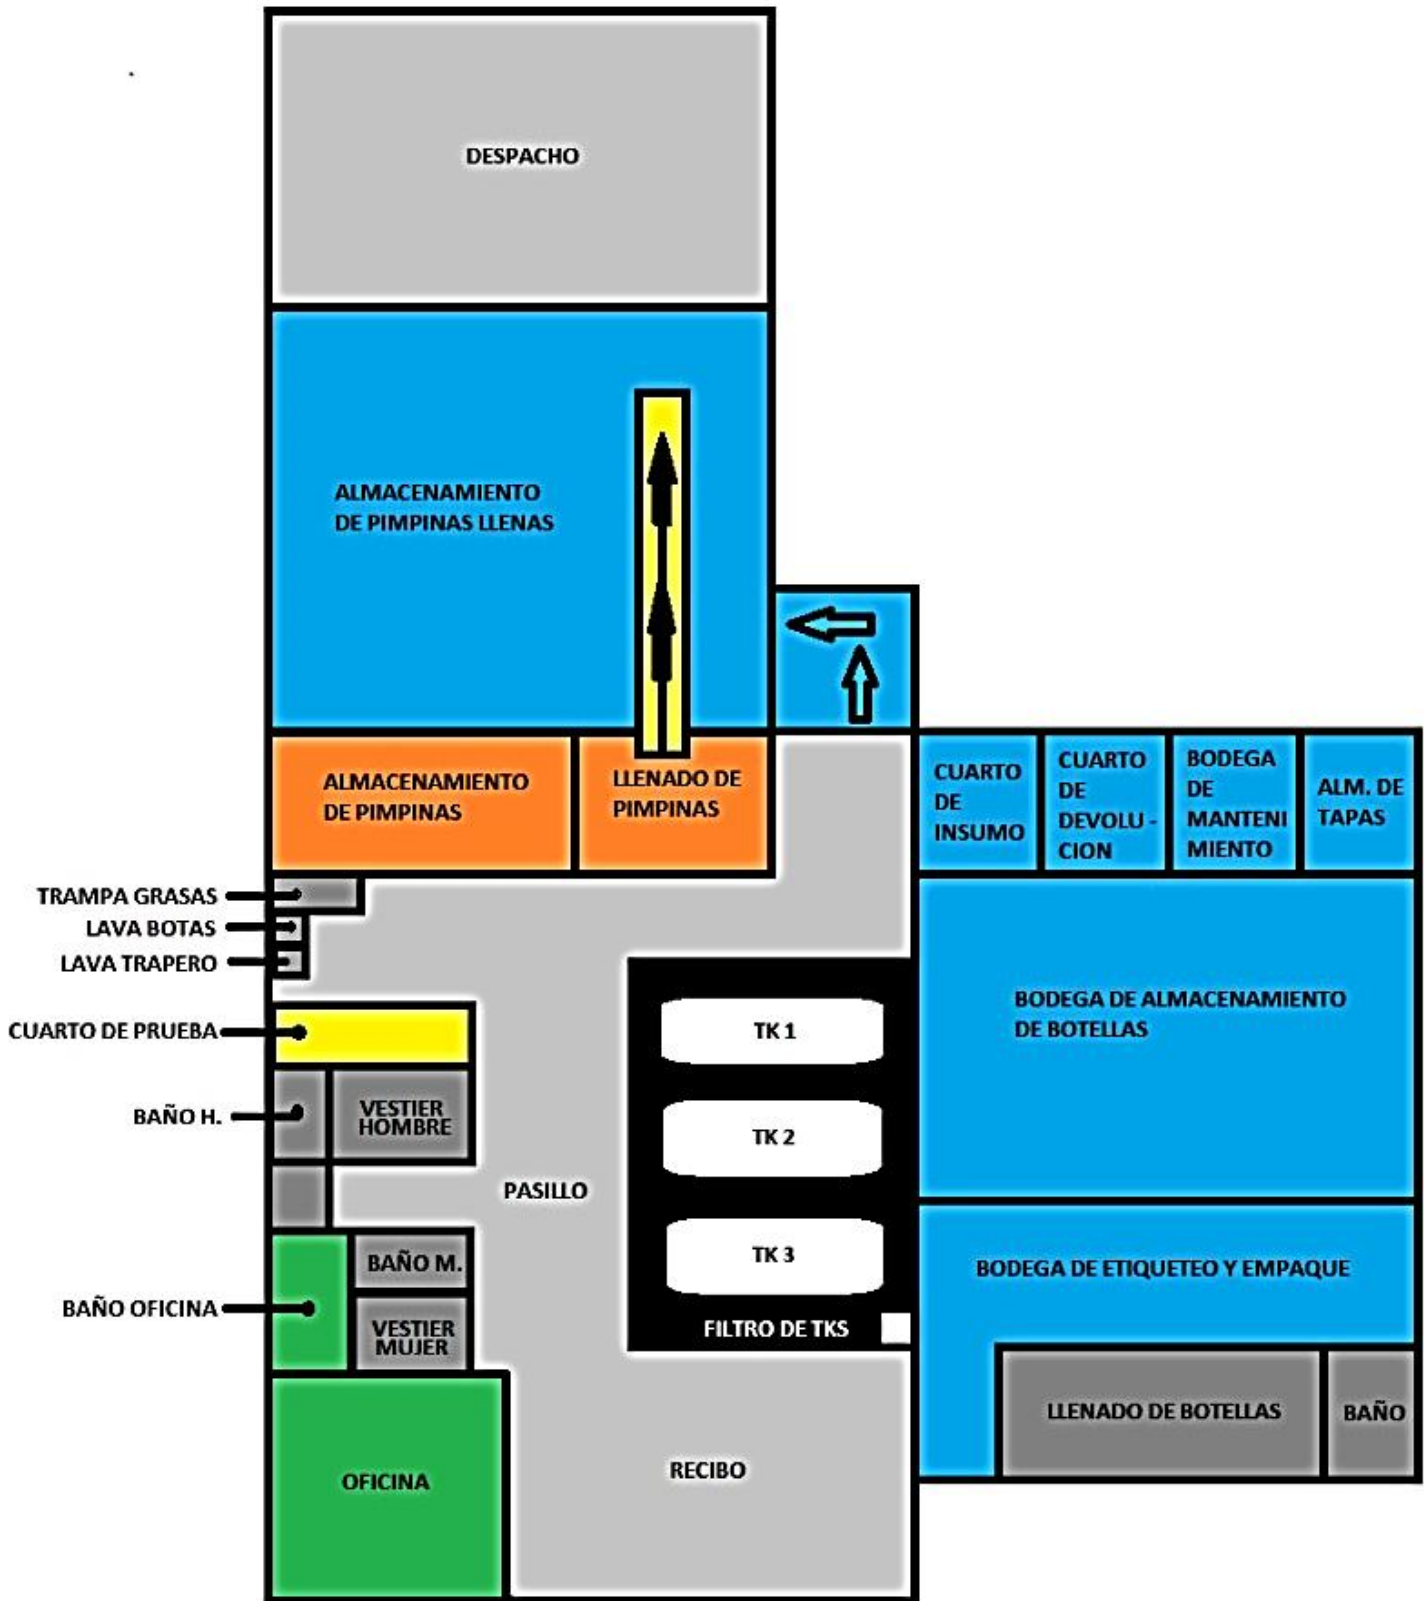 DESPACHO
ALMACENAMIENTO
DE PIMPINAS LLENAS
ALMACENAMIENTO
DE PIMPINAS
LLENADO DE
PIMPINAS
CUARTO
DE
INSUMO
CUARTO
DE
DEVOLU -
CION
BODEGA
DE
MANTENI
MIENTO
ALM. DE
TAPAS
TRAMPA GRASAS
LAVA BOTAS
LAVA TRAPERO
CUARTO DE PRUEBA
BAÑO H.
VESTIER
HOMBRE
PASILLO
TK 1
TK 2
TK 3
FILTRO DE TKS
BODEGA DE ALMACENAMIENTO
DE BOTELLAS
BODEGA DE ETIQUETEO Y EMPAQUE
BAÑO OFICINA
BAÑO M.
VESTIER
MUJER
LLENADO DE BOTELLAS
BAÑO
OFICINA
RECIBO